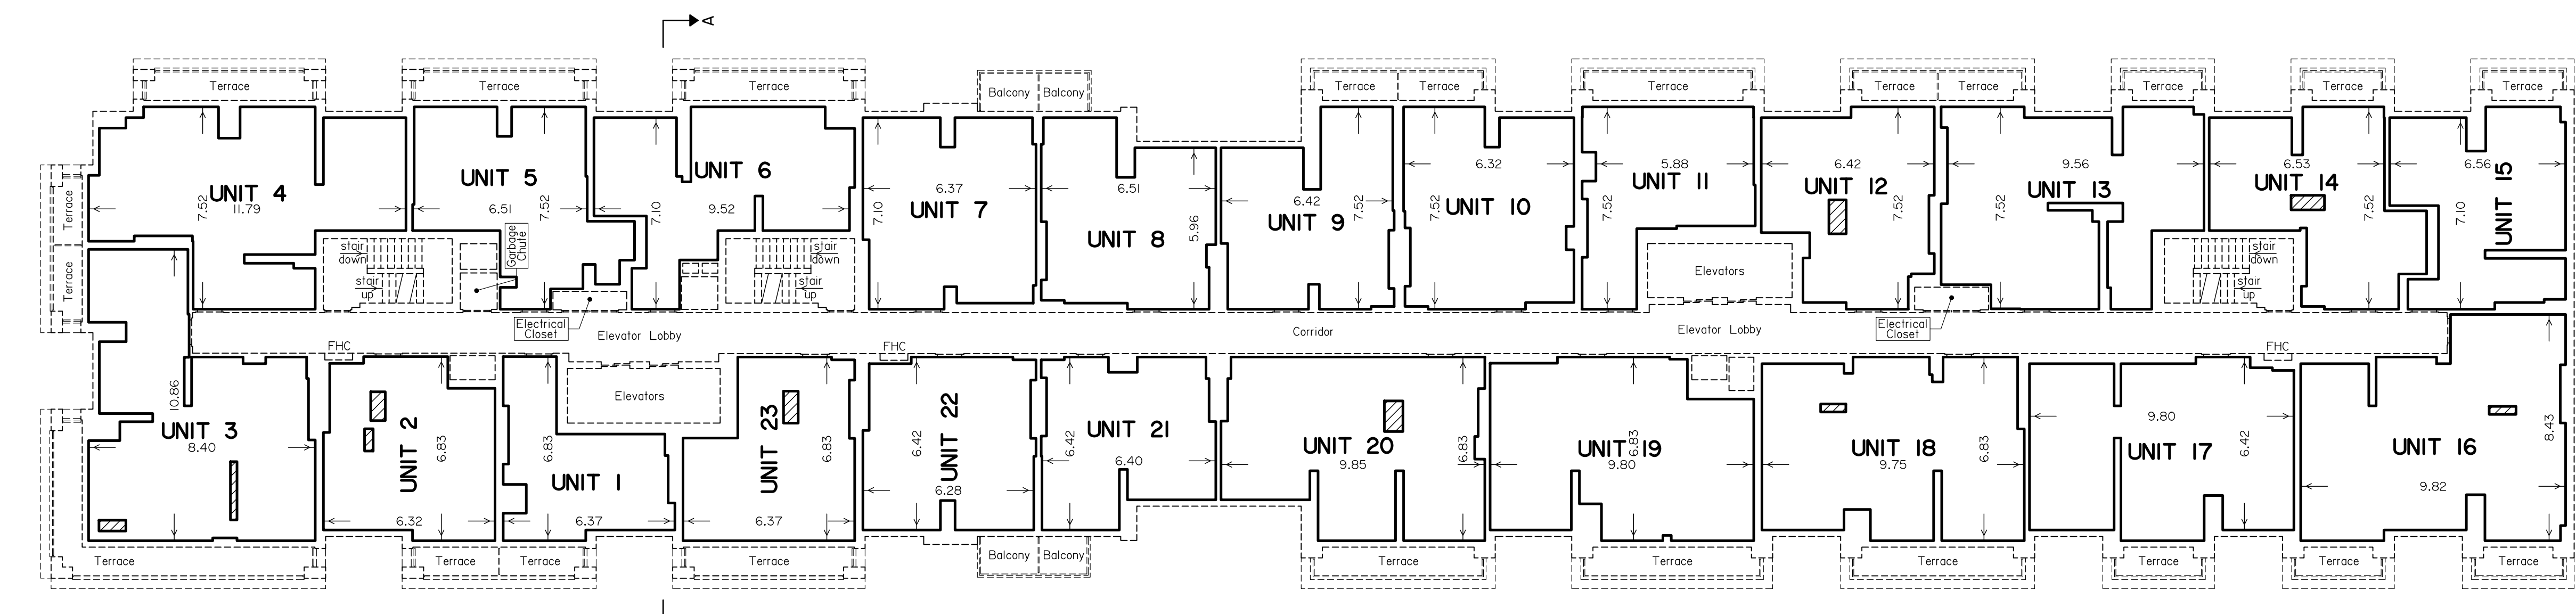 A
Terrace
Terrace
Terrace
Balcony
Balcony
Terrace
Terrace
Terrace
Terrace
Terrace
Terrace
Terrace
Terrace
Terrace
Terrace
UNIT 4
7.52
11.79
UNIT 5
6.51
7.52
7.10
UNIT 6
9.52
7.10
6.37
UNIT 7
6.51
UNIT 8
5.96
6.42
UNIT 9
7.52
7.52
6.32
UNIT 10
5.88
UNIT 11
7.52
6.42
UNIT 12
7.52
7.52
9.56
UNIT 13
6.53
UNIT 14
7.52
6.56
7.10
UNIT 15
stair
down
stair
up
Garbage
Chute
stair
down
stair
up
Elevators
stair
down
stair
up
Electrical
Closet
Elevator Lobby
Corridor
Elevator Lobby
Electrical
Closet
FHC
FHC
FHC
10.86
UNIT 3
8.40
UNIT 2
6.83
6.32
6.83
UNIT 1
6.37
Elevators
UNIT 23
6.83
6.37
6.42
UNIT 22
6.28
6.42
UNIT 21
6.40
UNIT 20
9.85
6.83
UNIT 19
6.83
9.80
UNIT 18
9.75
6.83
9.80
UNIT 17
6.42
UNIT 16
9.82
8.43
Terrace
Terrace
Terrace
Terrace
Balcony
Balcony
Terrace
Terrace
Terrace
Terrace
Terrace
Terrace